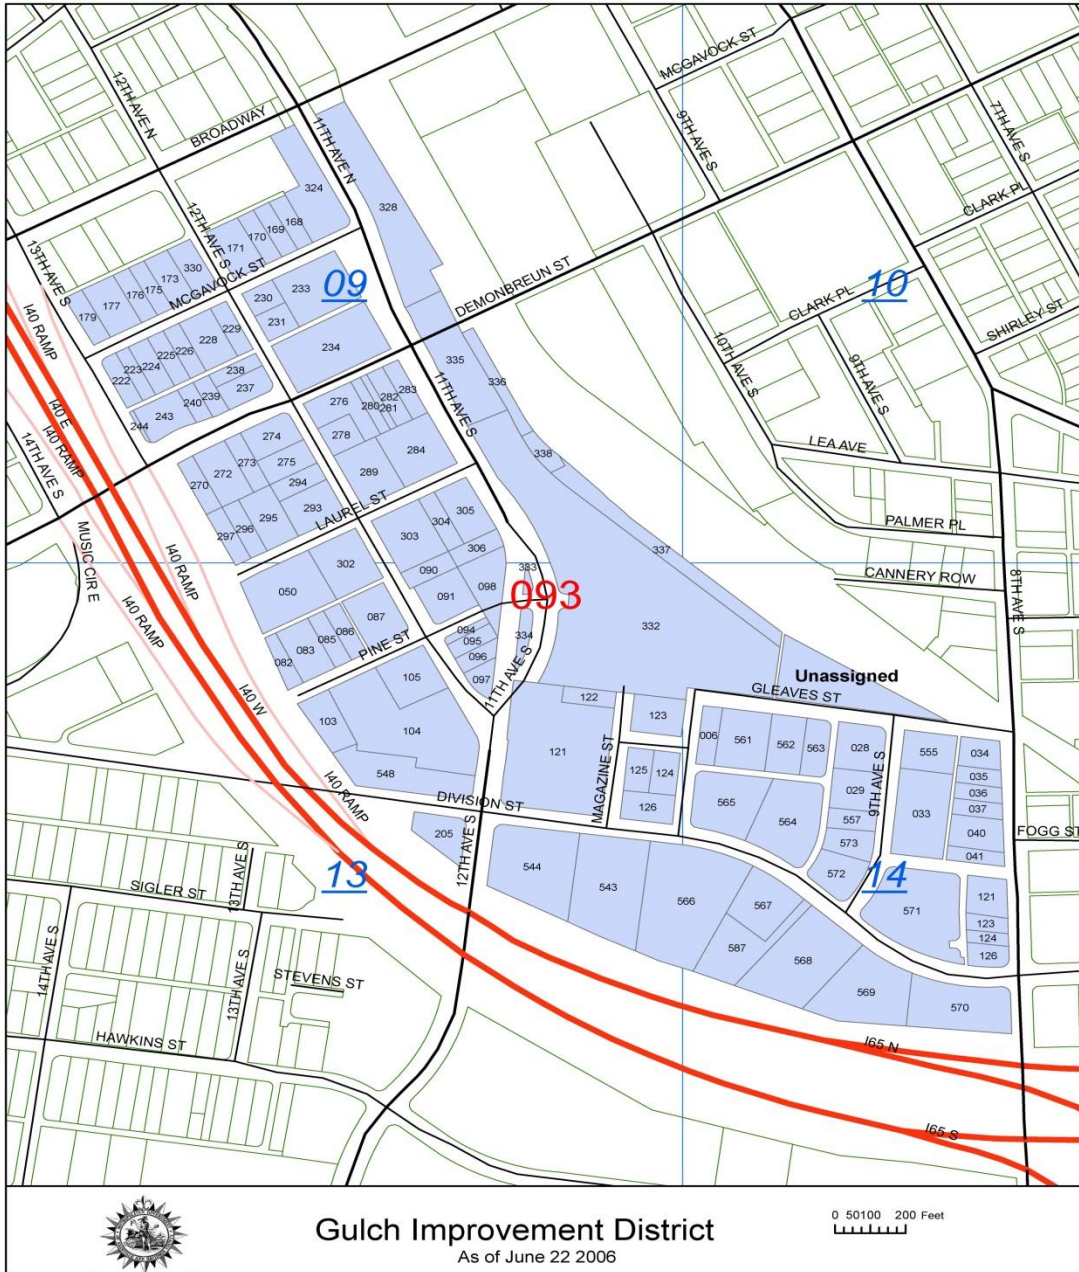 MCGAVOCK ST
12TH AVE N
BROADWAY
11TH AVE N
9TH AVE S
7TH AVE S
CLARK PL
324
328
12TH AVE S
168
169
170
171
13TH AVE S
330
173
175
176
177
179
MCGAVOCK ST
09
10
233
230
231
DEMONBREUN ST
CLARK PL
SHIRLEY ST
I40 RAMP
229
228
226
225
224
223
222
234
238
237
239
240
243
244
10TH AVE S
9TH AVE S
335
336
11TH AVE S
I40 E
I40 RAMP
14TH AVE S
276
280
282
283
281
278
284
289
338
LEA AVE
274
273
272
270
275
294
293
295
296
297
LAUREL ST
305
304
303
306
PALMER PL
337
CANNERY ROW
8TH AVE S
MUSIC CIR E
I40 RAMP
I40 RAMP
302
050
090
098
091
333
093
087
086
085
083
082
PINE ST
094
095
096
097
334
332
11TH AVE S
Unassigned
GLEAVES ST
105
103
104
548
I40 W
I40 RAMP
122
123
121
MAGAZINE ST
125
124
126
006
561
562
563
028
029
557
573
572
9TH AVE S
555
033
034
035
036
037
040
041
FOGG ST
565
564
DIVISION ST
205
12TH AVE S
13
14
544
543
566
567
587
568
569
570
571
121
123
124
126
SIGLER ST
13TH AVE S
14TH AVE S
13TH AVE S
STEVENS ST
HAWKINS ST
I65 N
I65 S
Gulch Improvement District
As of June 22 2006
0 50100 200 Feet